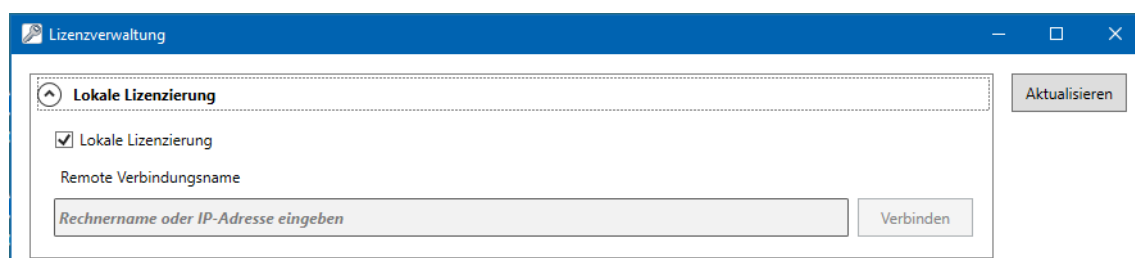 Lizenzverwaltung
Lokale Lizenzierung
Aktualisieren
Lokale Lizenzierung
Remote Verbindungsname
Rechnername oder IP-Adresse eingeben
Verbinden